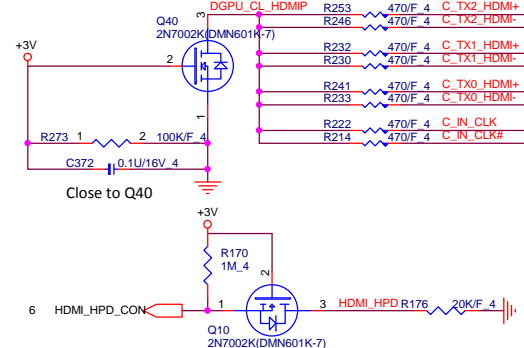 DGPU_CL_HDMIP
3
Q40
2N7002K(DMN601K-7)
+3V
2
1
R253 470/F_4 C_TX2_HDMI+
R246 470/F_4 C_TX2_HDMI-
R232 470/F_4 C_TX1_HDMI+
R230 470/F_4 C_TX1_HDMI-
R241 470/F_4 C_TX0_HDMI+
R233 470/F_4 C_TX0_HDMI-
R222 470/F_4 C_IN_CLK
R214 470/F_4 C_IN_CLK#
R273 1 2 100K/F_4
C372 0.1U/16V_4
Close to Q40
+3V
R170
1M_4
2
6 HDMI_HPD_CON 1 3 HDMI_HPD R176 20K/F_4
Q10
2N7002K(DMN601K-7)